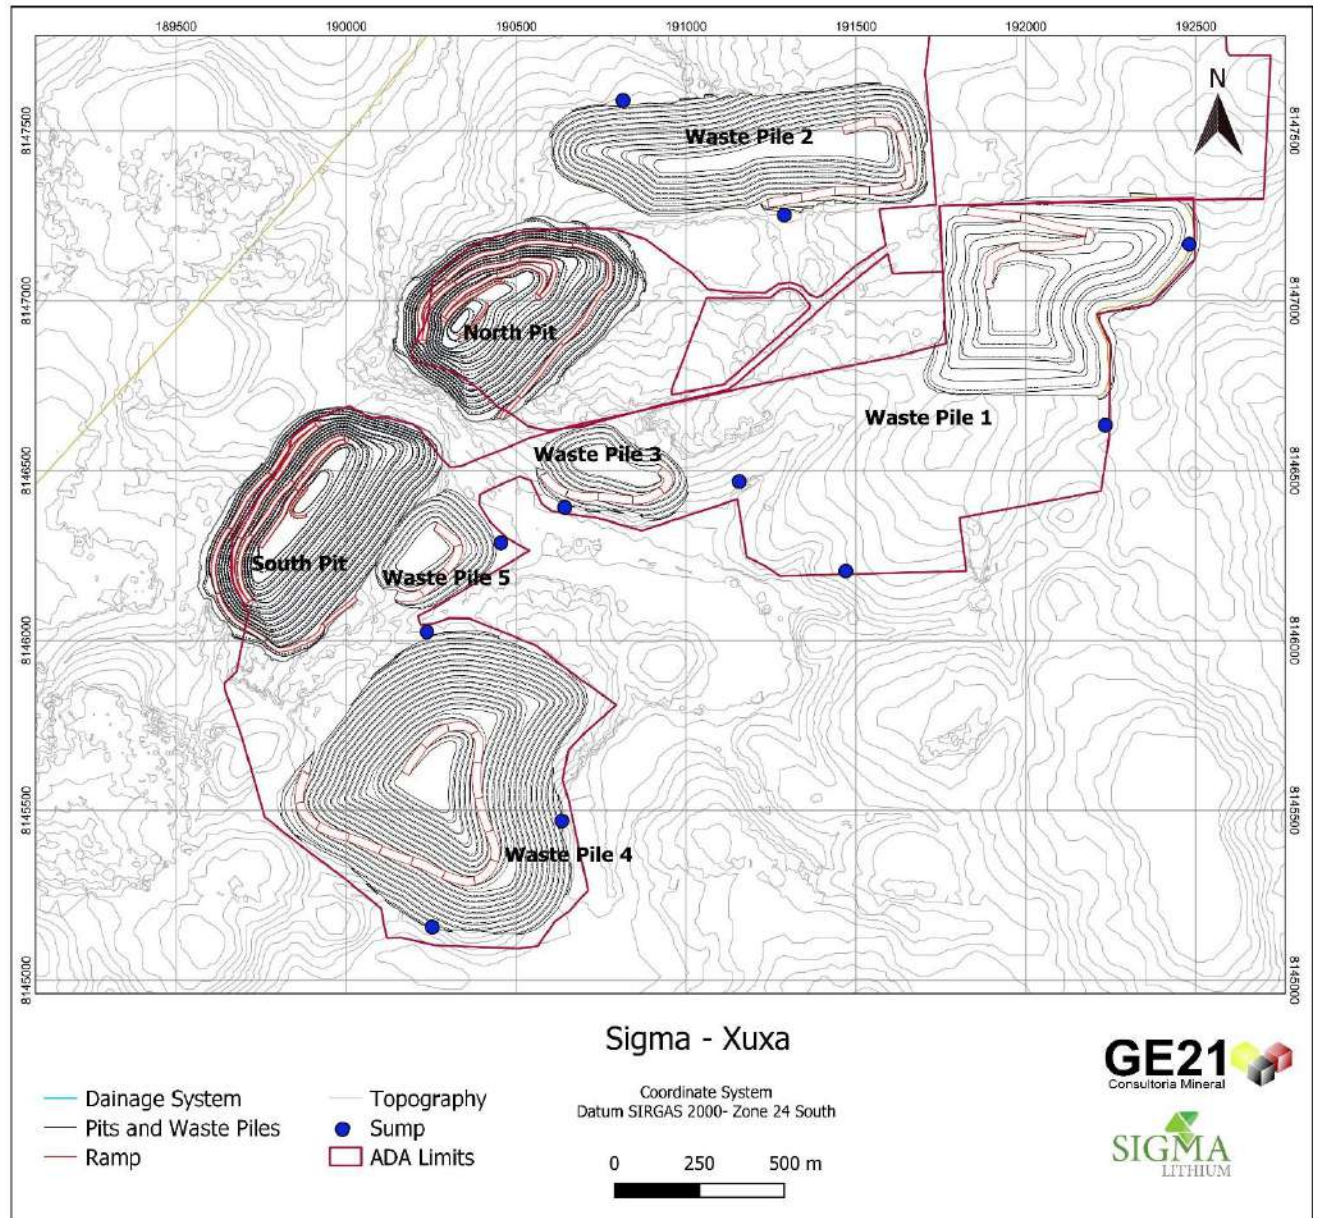 189500 190000 190500 191000 191500 192000 192500
N
8147500 8147500
Waste Pile 2
8147000 8147000
North Pit
Waste Pile 1
Waste Pile 3
8146500 8146500
South Pit
Waste Pile 5
8146000 8146000
8145500 8145500
Waste Pile 4
8145000 8145000
Sigma - Xuxa
GE21
Consultoria Mineral
Dainage System
Topography
Coordinate System
Datum SIRGAS 2000- Zone 24 South
Pits and Waste Piles
Sump
Ramp
ADA Limits
0 250 500 m
SIGMA
LITHIUM